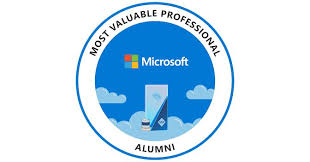 MOST VALUABLE PROFESSIONAL
Microsoft
ALUMNI